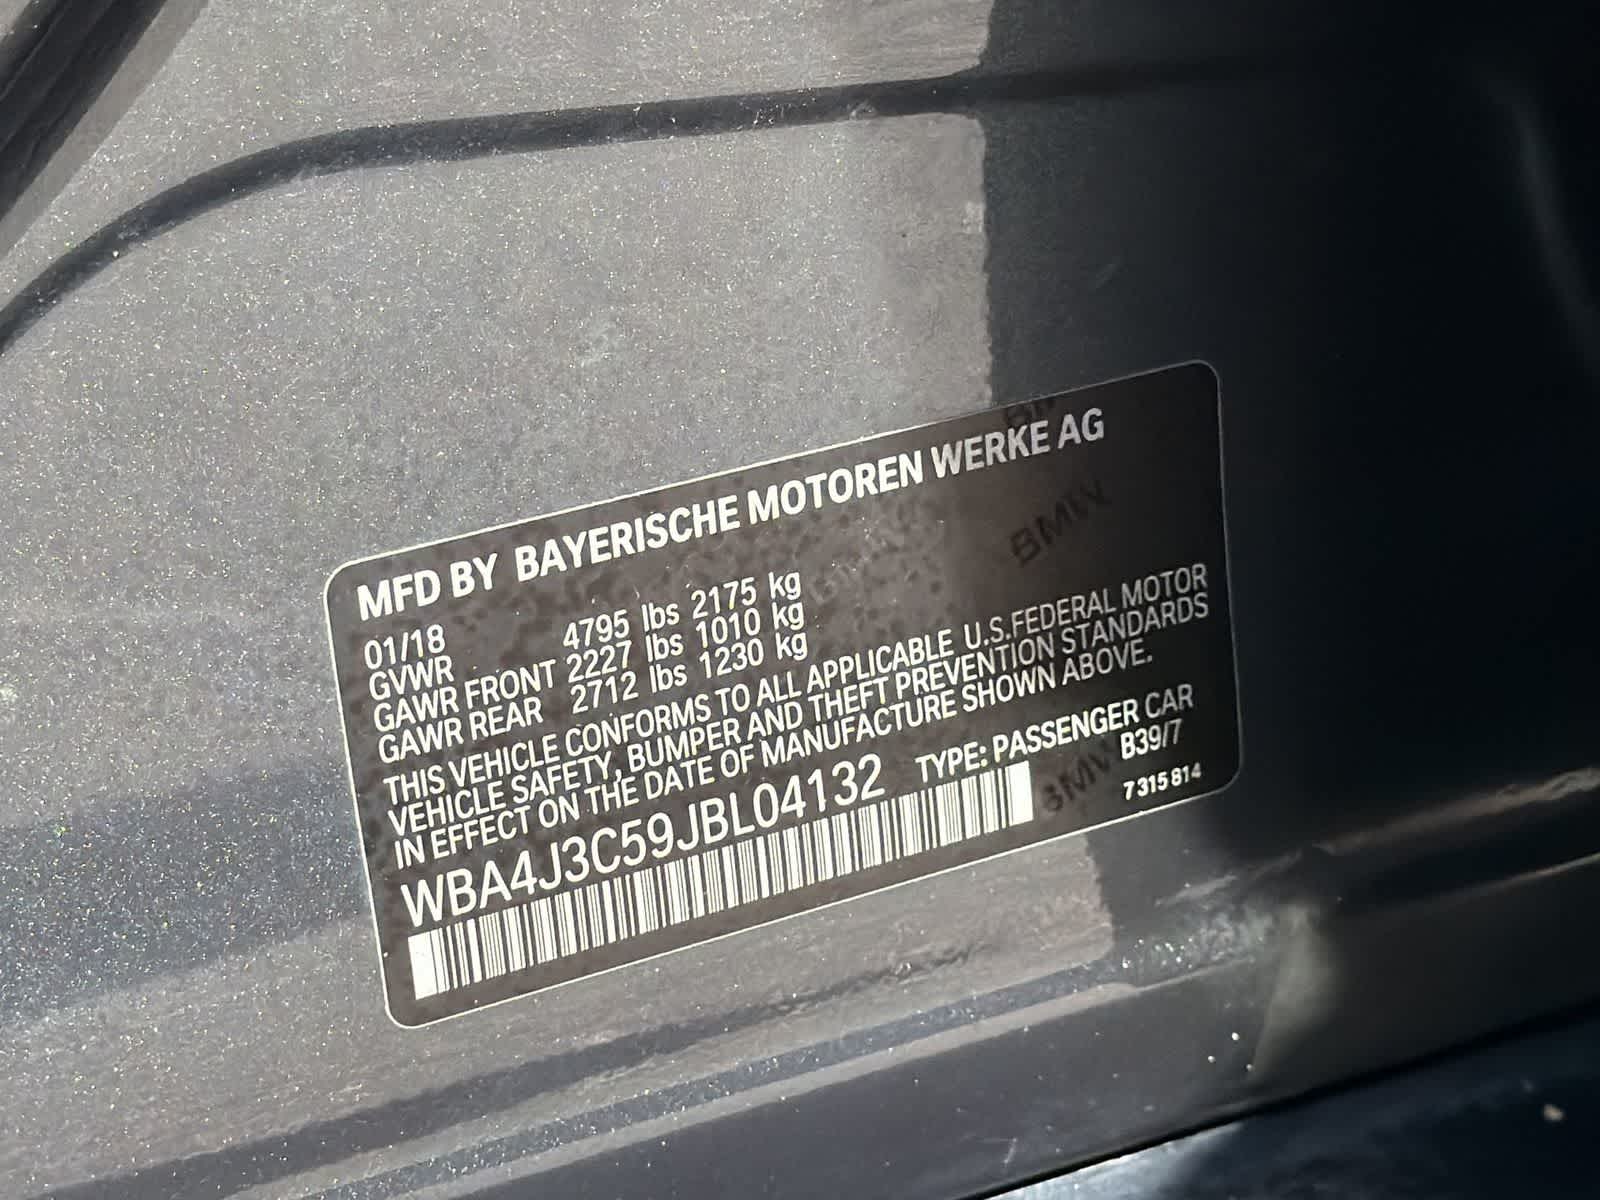 MFD BY BAYERISCHE MOTOREN WERKE AG
01/18
GVWR 4795 lbs 2175 kg
GAWR FRONT 2227 lbs 1010 kg
GAWR REAR 2712 lbs 1230 kg
THIS VEHICLE CONFORMS TO ALL APPLICABLE U.S.FEDERAL MOTOR
VEHICLE SAFETY, BUMPER AND THEFT PREVENTION STANDARDS
IN EFFECT ON THE DATE OF MANUFACTURE SHOWN ABOVE.
WBA4J3C59JBL04132 TYPE: PASSENGER CAR
B39/7
7 315 814
BMW
BMW